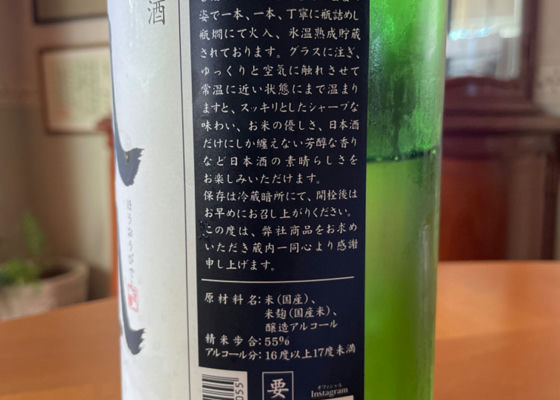 酒
姿で一本、一本、丁寧に瓶詰めし
瓶燗にて火入、氷温熟成貯蔵
されております。グラスに注ぎ、
ゆっくりと空気に触れさせて
常温に近い状態にまで温まり
ますと、スッキリとしたシャープな
味わい、お米の優しさ、日本酒
だけにしか纏えない芳醇な香り
など日本酒の素晴らしさを
お楽しみいただけます。
保存は冷蔵暗所にて、開栓後は
お早めにお召し上がりください。
この度は、弊社商品をお求め
いただき蔵内一同心より感謝
申し上げます。
原材料名:米(国産)、
米麹(国産米)、
醸造アルコール
精米歩合:55%
アルコール分:16度以上17度未満
要
オフィシャル
Instagram